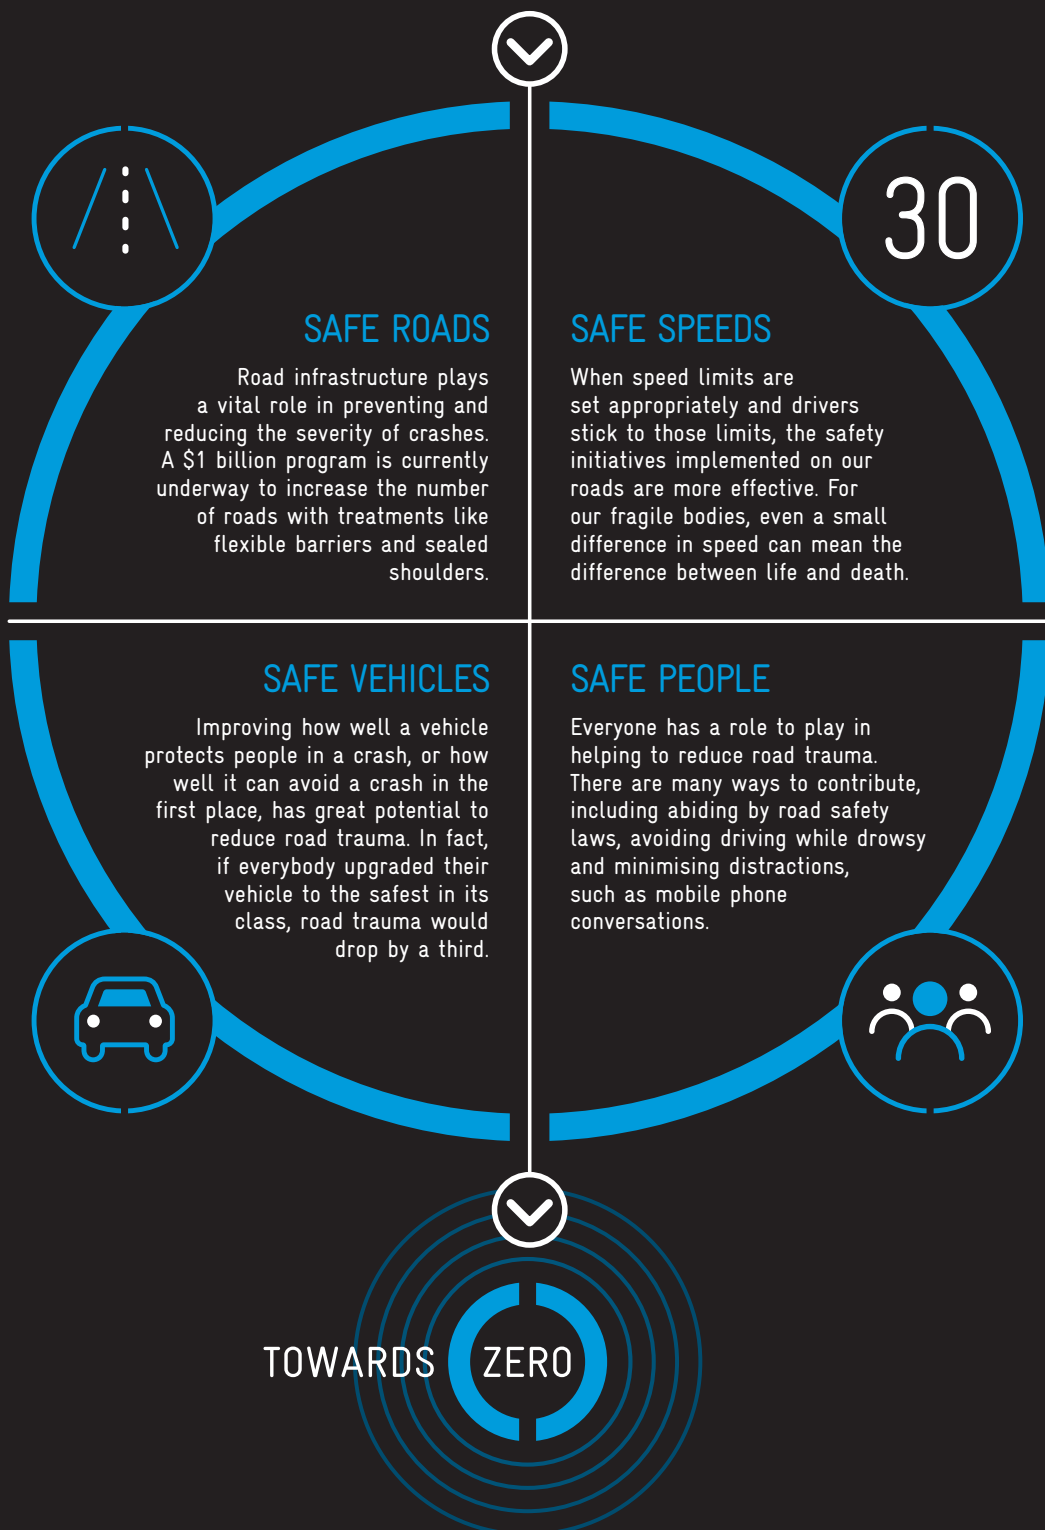 30
SAFE ROADS
Road infrastructure plays
a vital role in preventing and
reducing the severity of crashes.
A $1 billion program is currently
underway to increase the number
of roads with treatments like
flexible barriers and sealed
shoulders.
SAFE SPEEDS
When speed limits are
set appropriately and drivers
stick to those limits, the safety
initiatives implemented on our
roads are more effective. For
our fragile bodies, even a small
difference in speed can mean the
difference between life and death.
SAFE VEHICLES
Improving how well a vehicle
protects people in a crash, or how
well it can avoid a crash in the
first place, has great potential to
reduce road trauma. In fact,
if everybody upgraded their
vehicle to the safest in its
class, road trauma would
drop by a third.
SAFE PEOPLE
Everyone has a role to play in
helping to reduce road trauma.
There are many ways to contribute,
including abiding by road safety
laws, avoiding driving while drowsy
and minimising distractions,
such as mobile phone
conversations.
TOWARDS ZERO